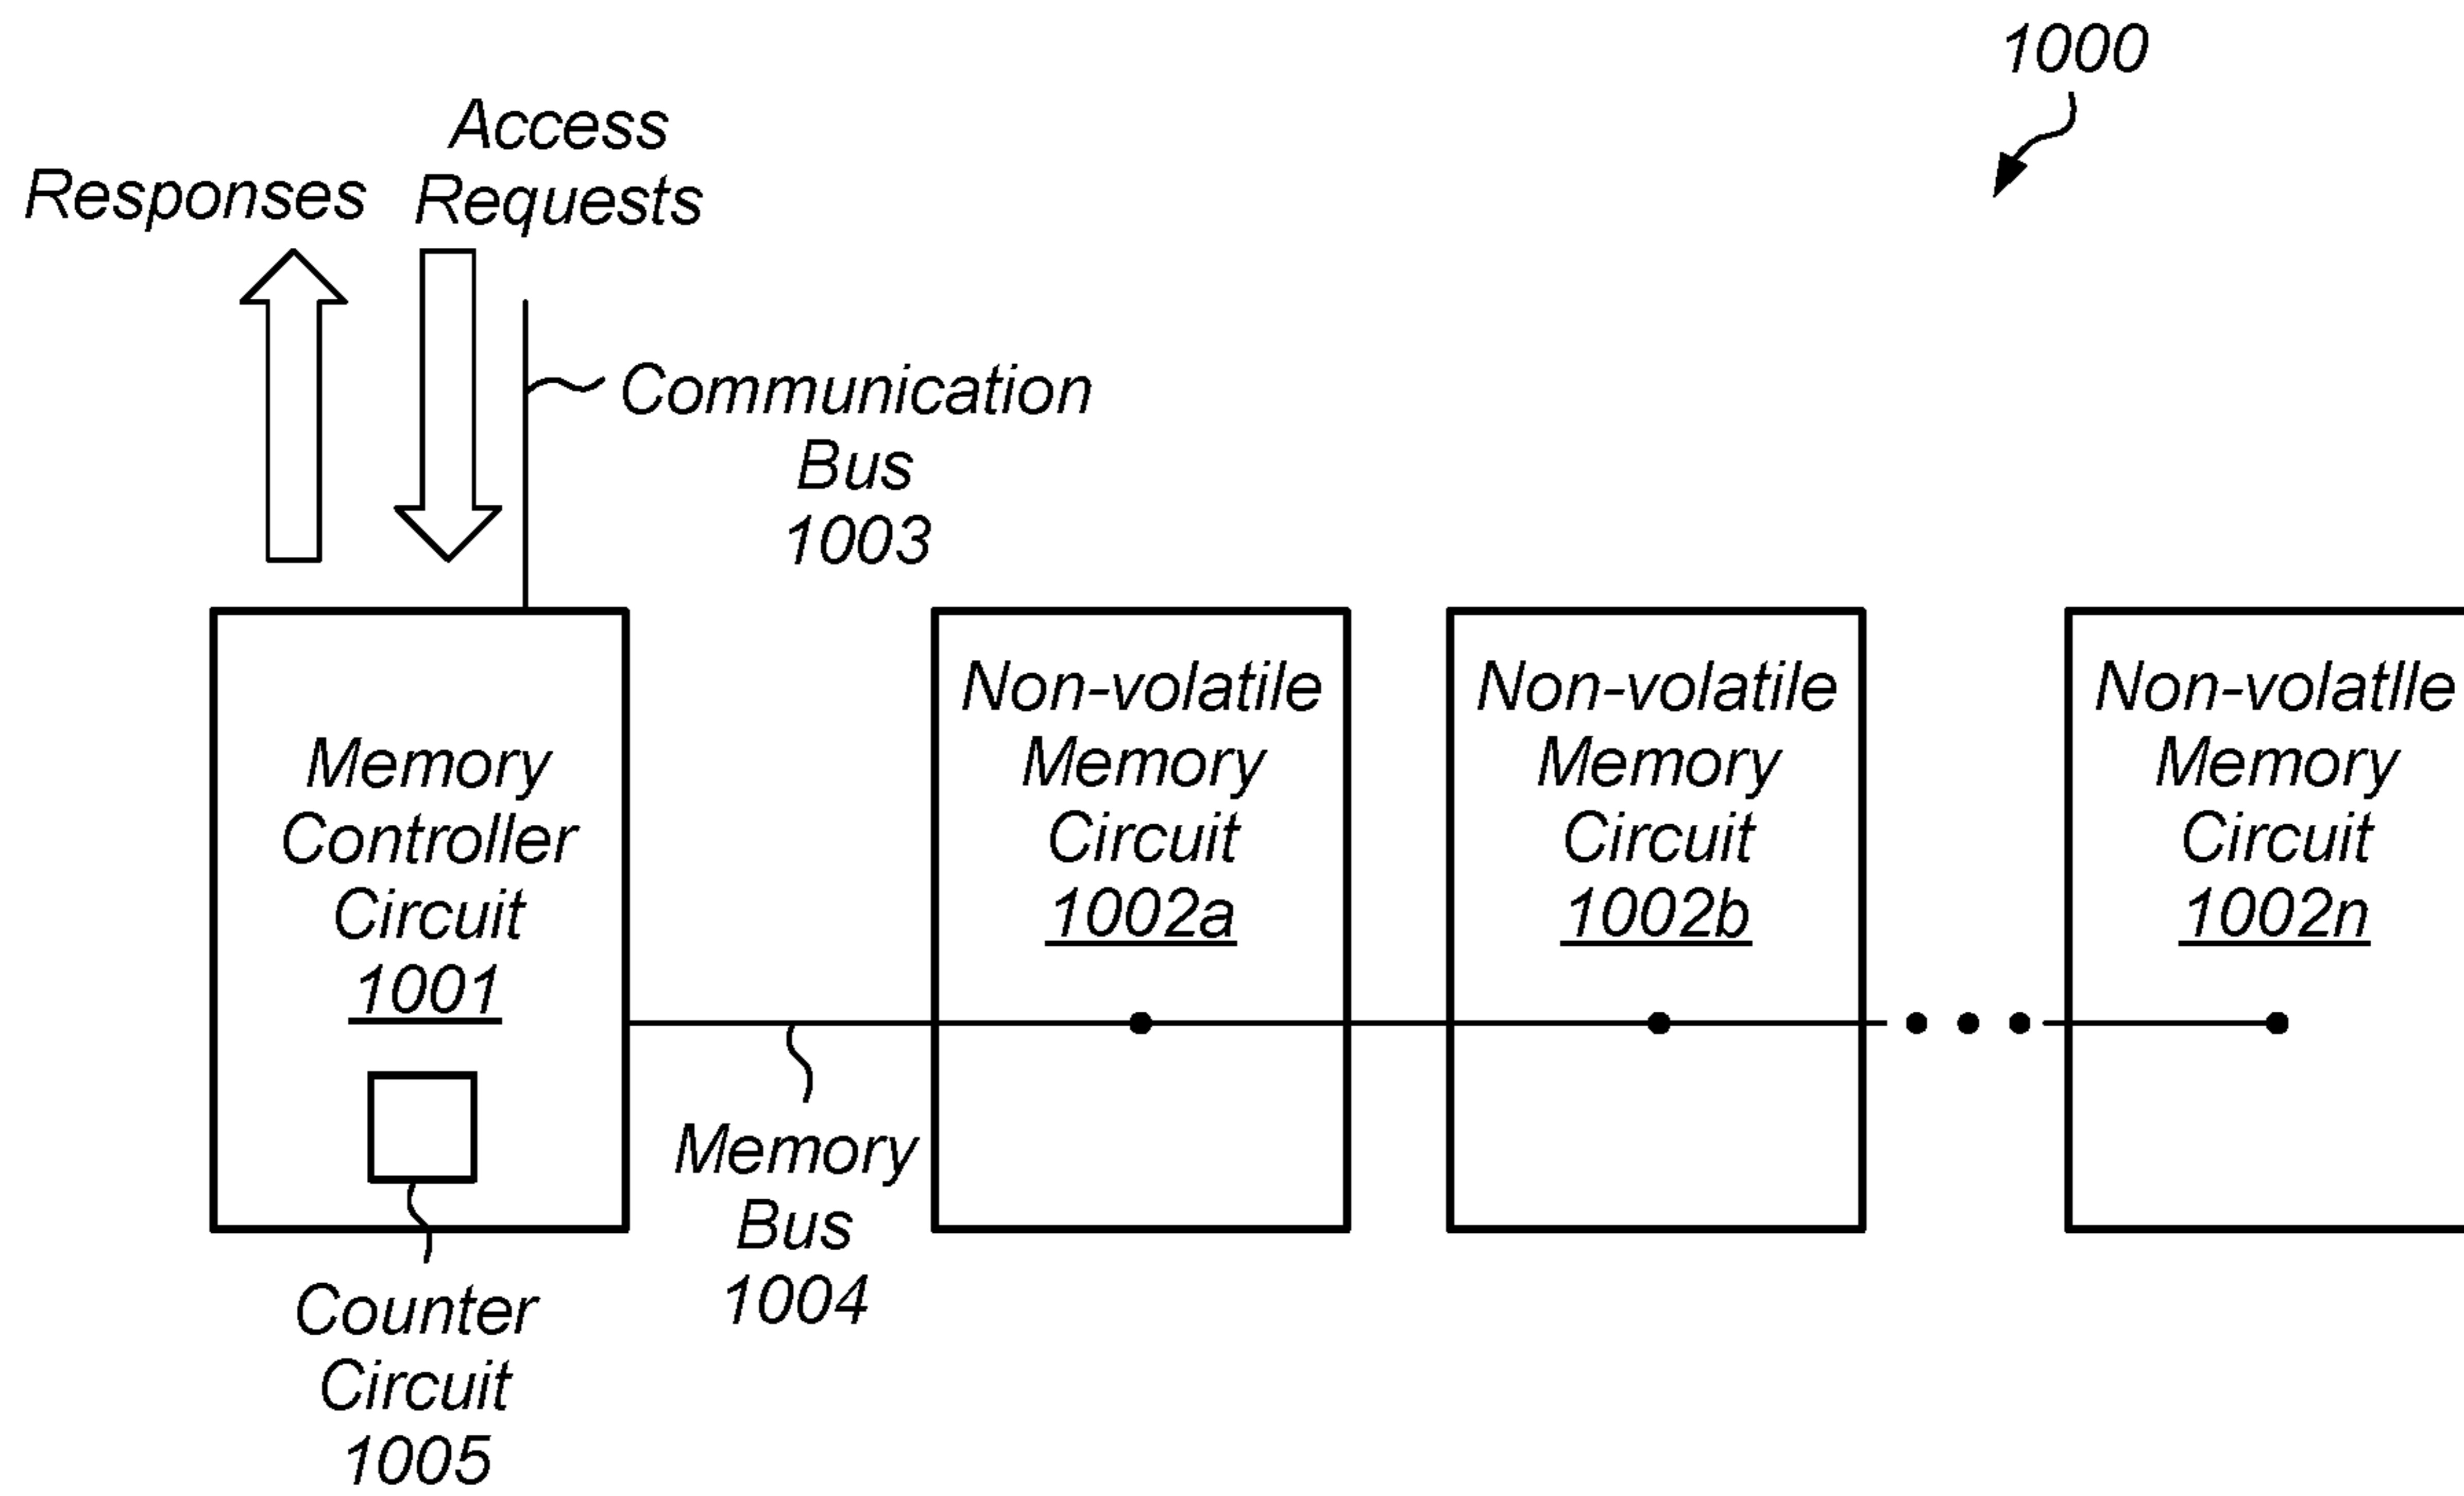 1000
Responses
Access
Requests
Communication
Bus
1003
Memory
Controller
Circuit
1001
Non-volatile
Memory
Circuit
1002a
Non-volatile
Memory
Circuit
1002b
Non-volatile
Memory
Circuit
1002n
Memory
Bus
1004
Counter
Circuit
1005